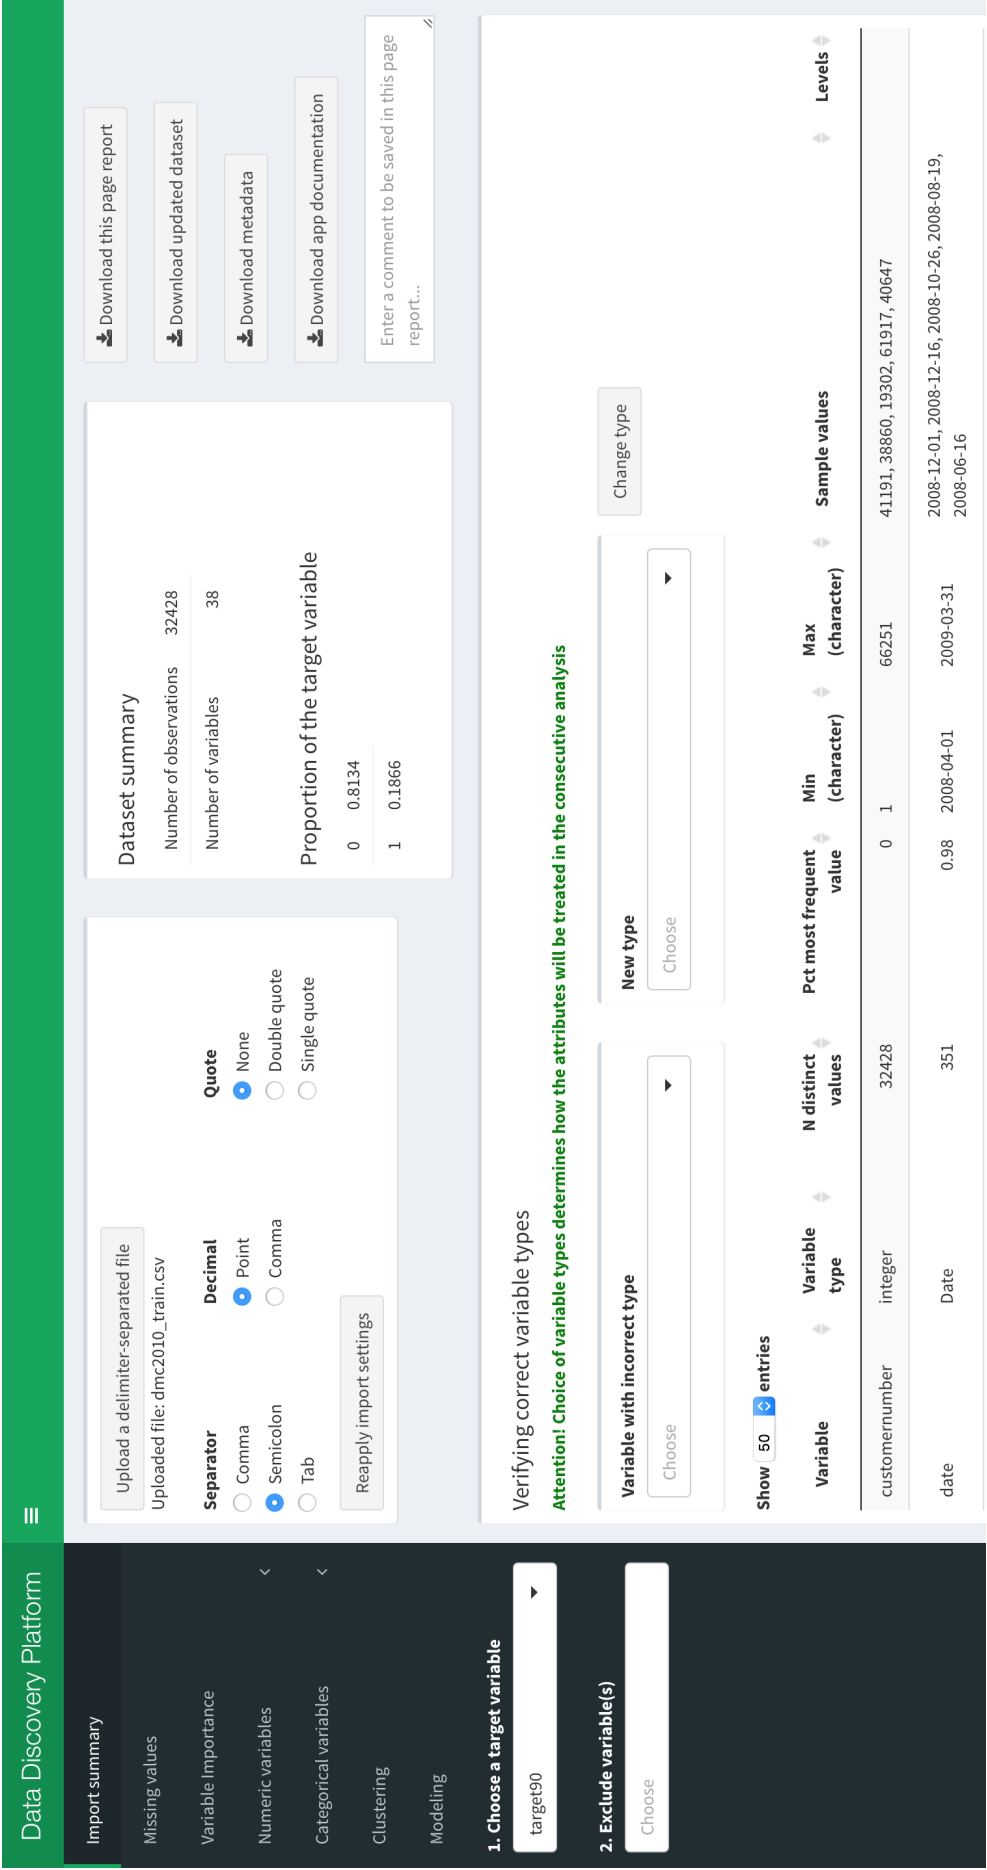 Data Discovery Platform
Import summary
Missing values
Variable Importance
Numeric variables
Categorical variables
Clustering
Modeling
1. Choose a target variable
target90
2. Exclude variable(s)
Choose
Upload a delimiter-separated file
Uploaded file: dmc2010_train.csv
Separator Decimal Quote
Comma Point None
Semicolon Comma Double quote
Tab Single quote
Reapply import settings
Dataset summary
Number of observations 32428
Number of variables 38
Proportion of the target variable
0 0.8134
1 0.1866
Download this page report
Download updated dataset
Download metadata
Download app documentation
Enter a comment to be saved in this page
report...
Verifying correct variable types
Attention! Choice of variable types determines how the attributes will be treated in the consecutive analysis
Variable with incorrect type New type
Choose Choose
Change type
Show 50 entries
Variable Variable type N distinct values Pct most frequent value Min (character) Max (character) Sample values Levels
customernumber integer 32428 0 1 66251 41191, 38860, 19302, 61917, 40647
date Date 351 0.98 2008-04-01 2009-03-31 2008-12-01, 2008-12-16, 2008-10-26, 2008-08-19,
2008-06-16